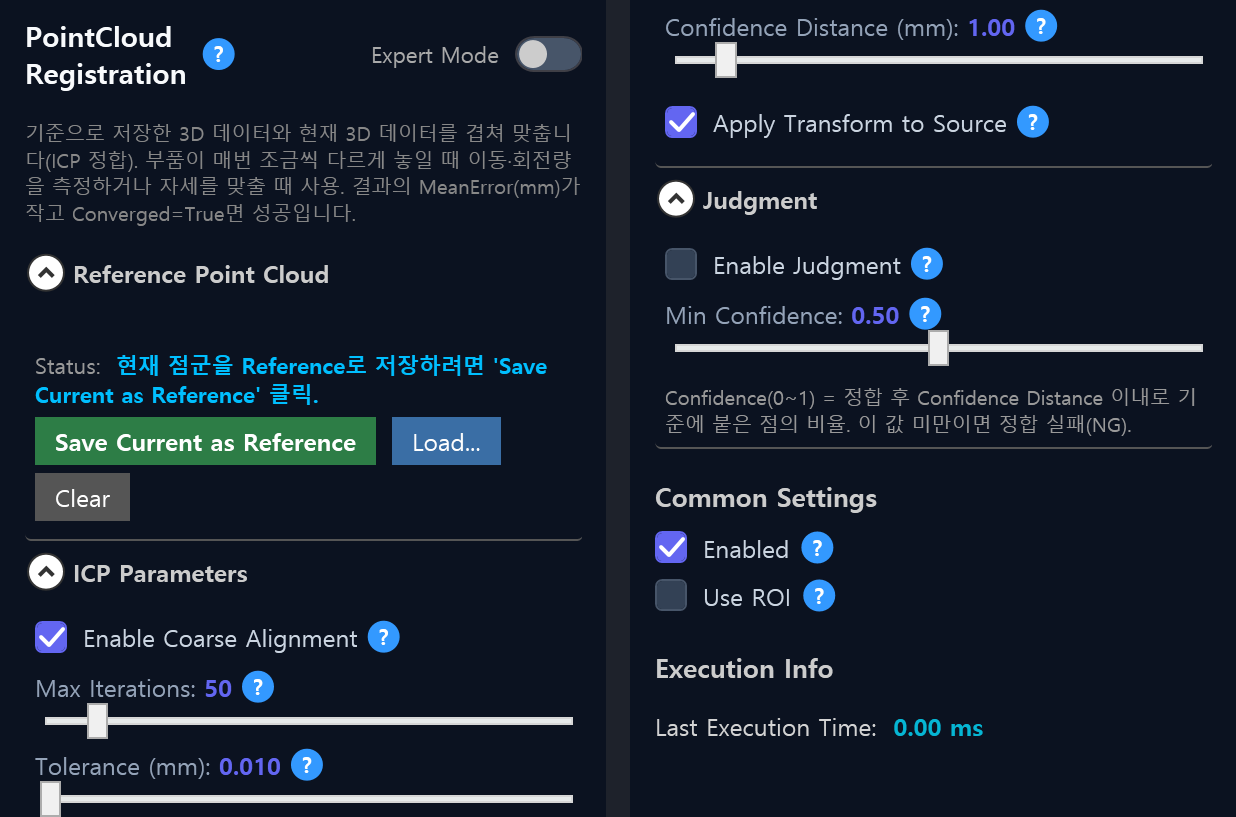 PointCloud
Registration
?
Expert Mode
기준으로 저장한 3D 데이터와 현재 3D 데이터를 겹쳐 맞춥니
다(ICP 정합). 부품이 매번 조금씩 다르게 놓일 때 이동·회전량
을 측정하거나 자세를 맞출 때 사용. 결과의 MeanError(mm)가
작고 Converged=True면 성공입니다.
Reference Point Cloud
Status: 현재 점군을 Reference로 저장하려면 'Save
Current as Reference' 클릭.
Save Current as Reference
Load...
Clear
ICP Parameters
Enable Coarse Alignment ?
Max Iterations: 50 ?
Tolerance (mm): 0.010 ?
Confidence Distance (mm): 1.00 ?
Apply Transform to Source ?
Judgment
Enable Judgment ?
Min Confidence: 0.50 ?
Confidence(0~1) = 정합 후 Confidence Distance 이내로 기
준에 붙은 점의 비율. 이 값 미만이면 정합 실패(NG).
Common Settings
Enabled ?
Use ROI ?
Execution Info
Last Execution Time: 0.00 ms